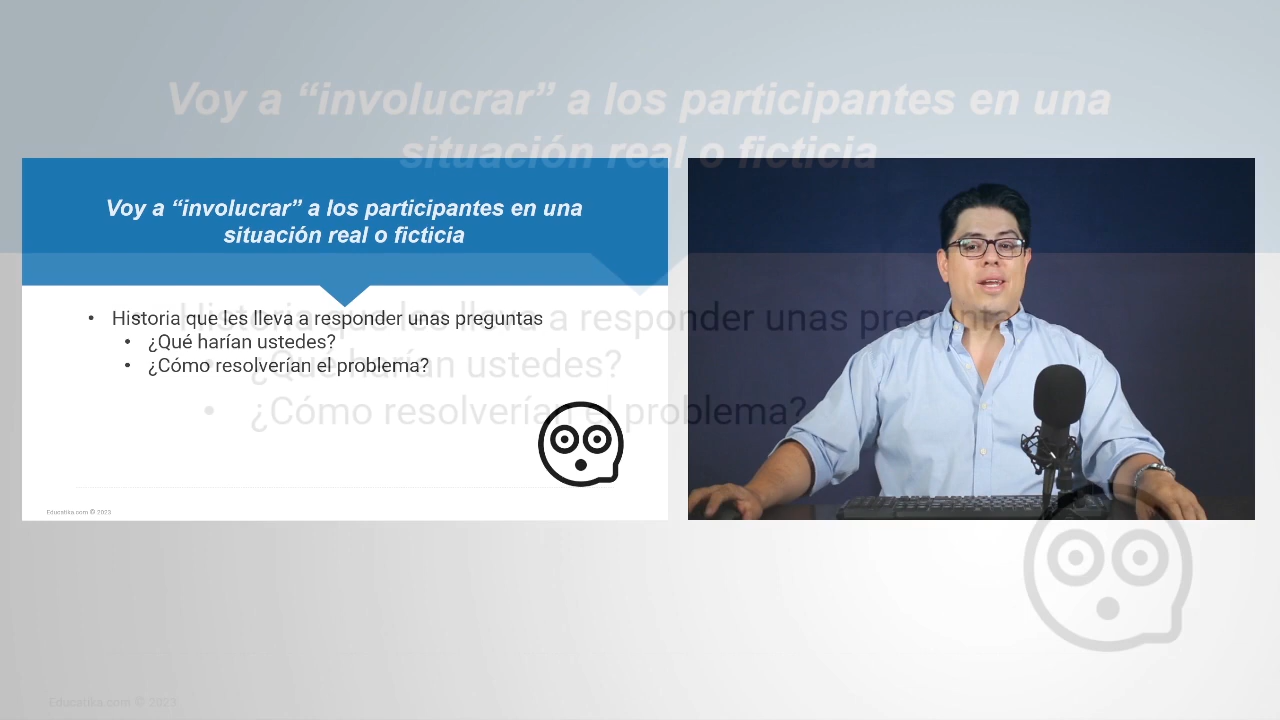 Voy a “involucrar” a los participantes en una
situación real o ficticia
Voy a “involucrar” a los participantes en una
situación real o ficticia
• Historia que les lleva a responder unas preguntas
• ¿Qué harían ustedes?
• ¿Cómo resolverían el problema?
Educatika.com © 2023
Historia que les lleva a responder unas preguntas
• ¿Qué harían ustedes?
• ¿Cómo resolverían el problema?
Educatika.com © 2023